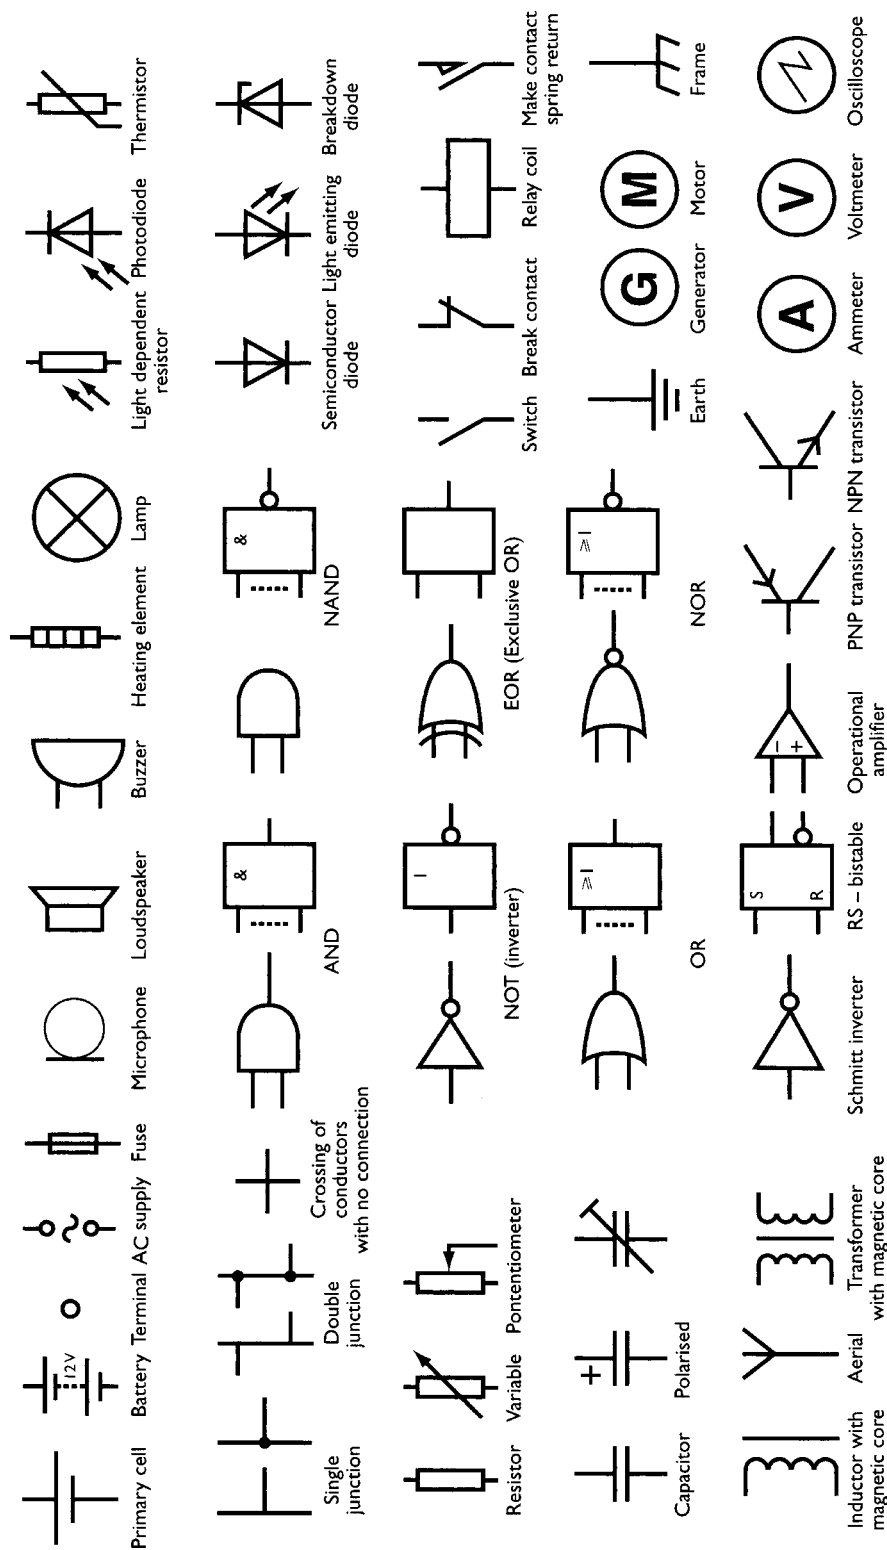 Primary cell
Battery
12V
Terminal
AC supply
Fuse
Microphone
Loudspeaker
Buzzer
Heating element
Lamp
Light dependent
resistor
Photodiode
Thermistor
Single
junction
Double
junction
Crossing of
conductors
with no connection
&
AND
&
NAND
Semiconductor
diode
Light emitting
diode
Breakdown
diode
Resistor
Variable
Pontentiometer
1
NOT (inverter)
EOR (Exclusive OR)
Switch
Break contact
Relay coil
Make contact
spring return
Capacitor
+
Polarised
⩾1
OR
⩾1
NOR
Earth
G
Generator
M
Motor
Frame
Inductor with
magnetic core
Aerial
Transformer
with magnetic core
Schmitt inverter
S
R
RS – bistable
−
+
Operational
amplifier
PNP transistor
NPN transistor
A
Ammeter
V
Voltmeter
Oscilloscope